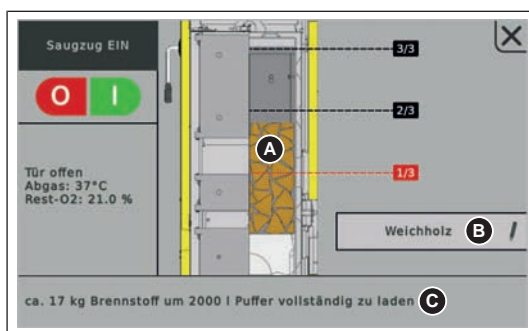 Saugzug EIN
O I
Tür offen
Abgas: 37°C
Rest-O2: 21.0 %
3/3
2/3
A
1/3
Weichholz B
ca. 17 kg Brennstoff um 2000 l Puffer vollständig zu laden C